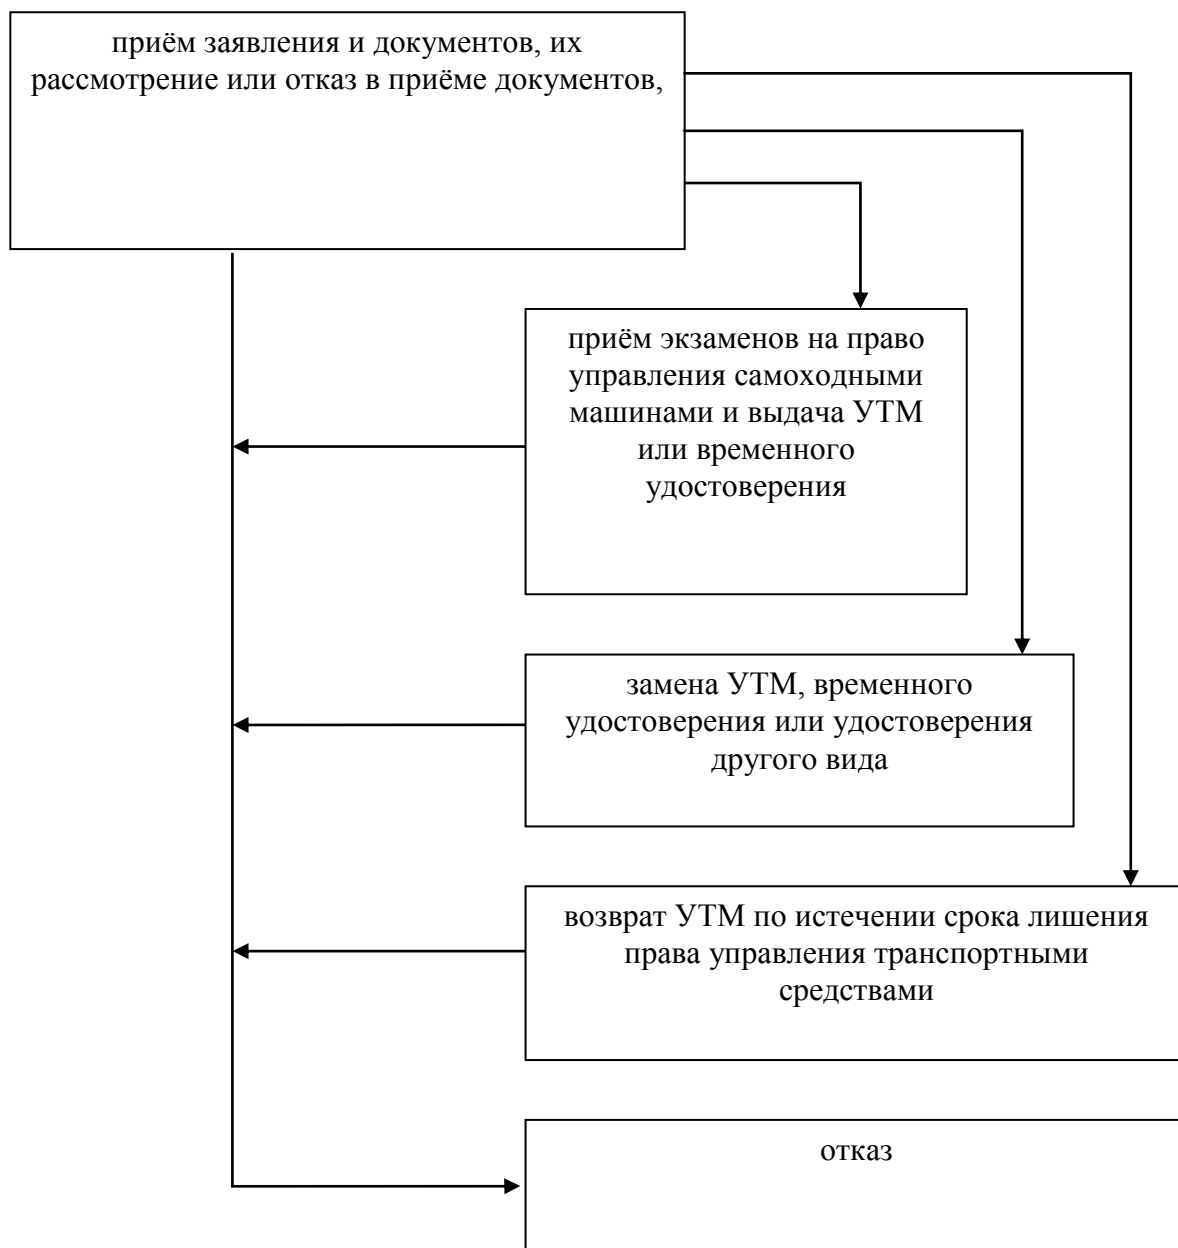 приём заявления и документов, их
рассмотрение или отказ в приёме документов,
приём экзаменов на право
управления самоходными
машинами и выдача УТМ
или временного
удостоверения
замена УТМ, временного
удостоверения или удостоверения
другого вида
возврат УТМ по истечении срока лишения
права управления транспортными
средствами
отказ